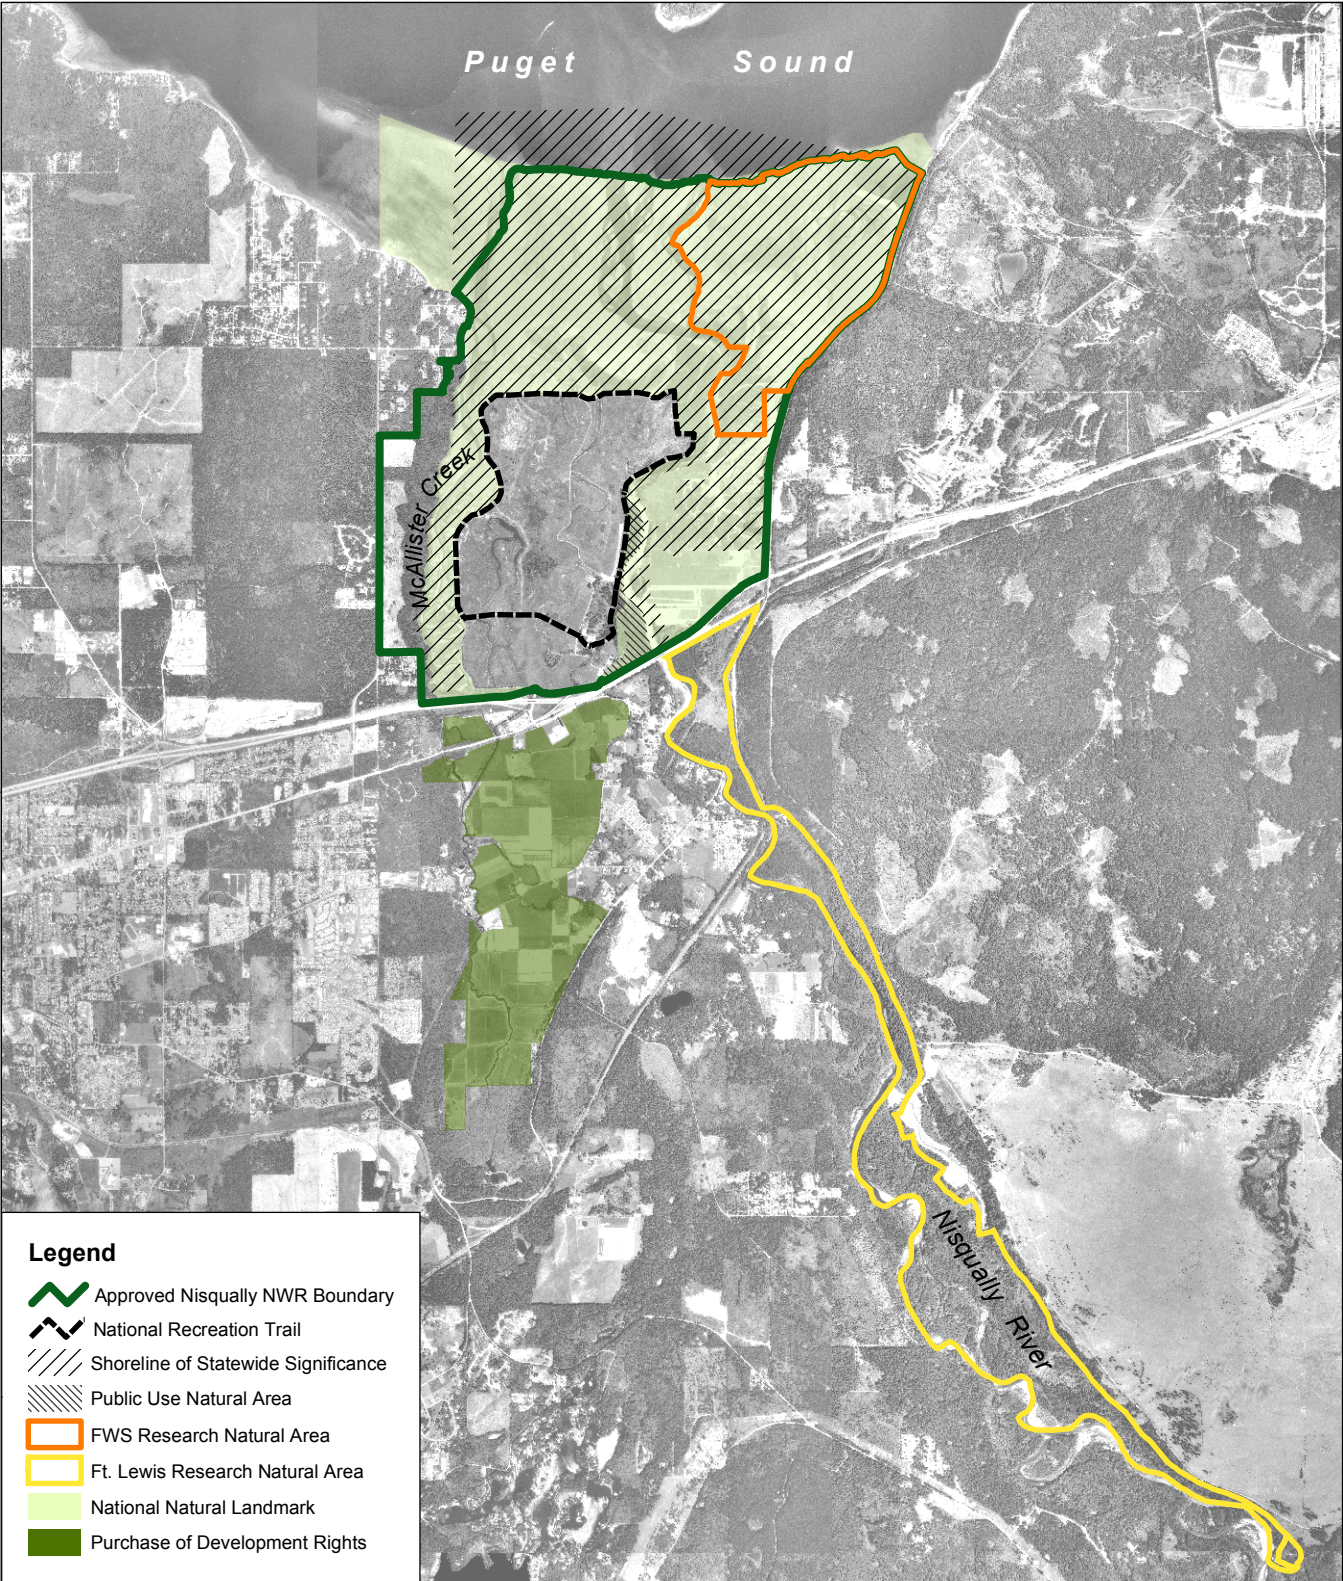 Puget Sound
McAllister Creek
Nisqually River
Legend
Approved Nisqually NWR Boundary
National Recreation Trail
Shoreline of Statewide Significance
Public Use Natural Area
FWS Research Natural Area
Ft. Lewis Research Natural Area
National Natural Landmark
Purchase of Development Rights